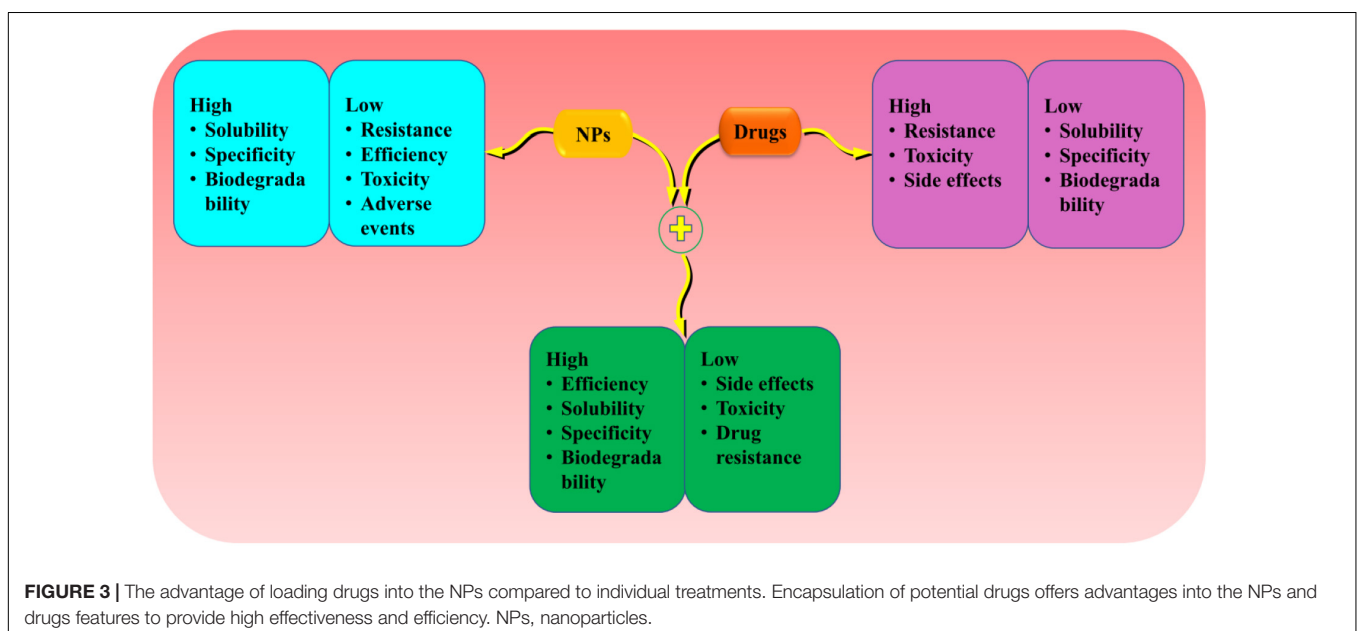 High
• Solubility
• Specificity
• Biodegrada
bility
Low
• Resistance
• Efficiency
• Toxicity
• Adverse
events
NPs
Drugs
High
• Resistance
• Toxicity
• Side effects
Low
• Solubility
• Specificity
• Biodegrada
bility
High
• Efficiency
• Solubility
• Specificity
• Biodegrada
bility
Low
• Side effects
• Toxicity
• Drug
resistance
FIGURE 3 | The advantage of loading drugs into the NPs compared to individual treatments. Encapsulation of potential drugs offers advantages into the NPs and
drugs features to provide high effectiveness and efficiency. NPs, nanoparticles.